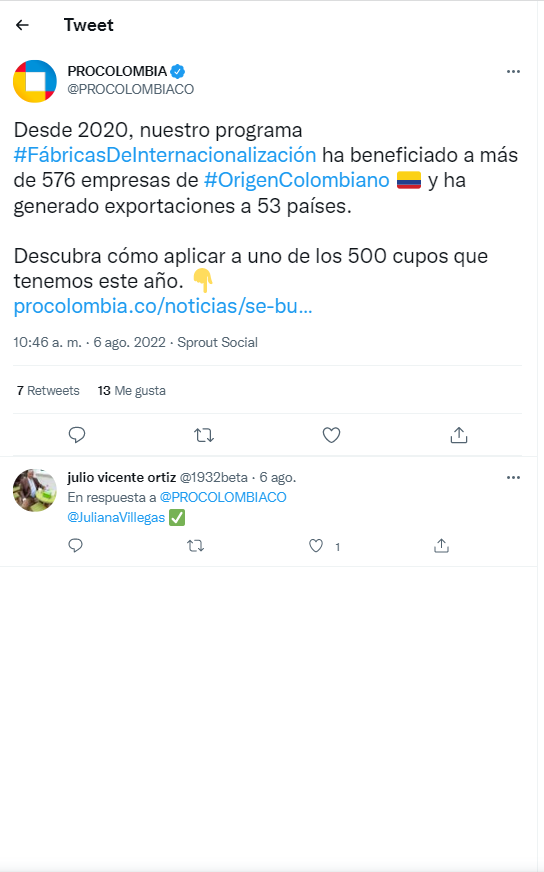 Tweet
PROCOLOMBIA
@PROCOLOMBIACO
Desde 2020, nuestro programa
#FábricasDeInternacionalización ha beneficiado a más
de 576 empresas de #OrigenColombiano 🇨🇴 y ha
generado exportaciones a 53 países.
Descubra cómo aplicar a uno de los 500 cupos que
tenemos este año. 👇
procolombia.co/noticias/se-bu...
10:46 a. m. · 6 ago. 2022 · Sprout Social
7 Retweets 13 Me gusta
julio vicente ortiz @1932beta · 6 ago.
En respuesta a @PROCOLOMBIACO
@JulianaVillegas ✅
1